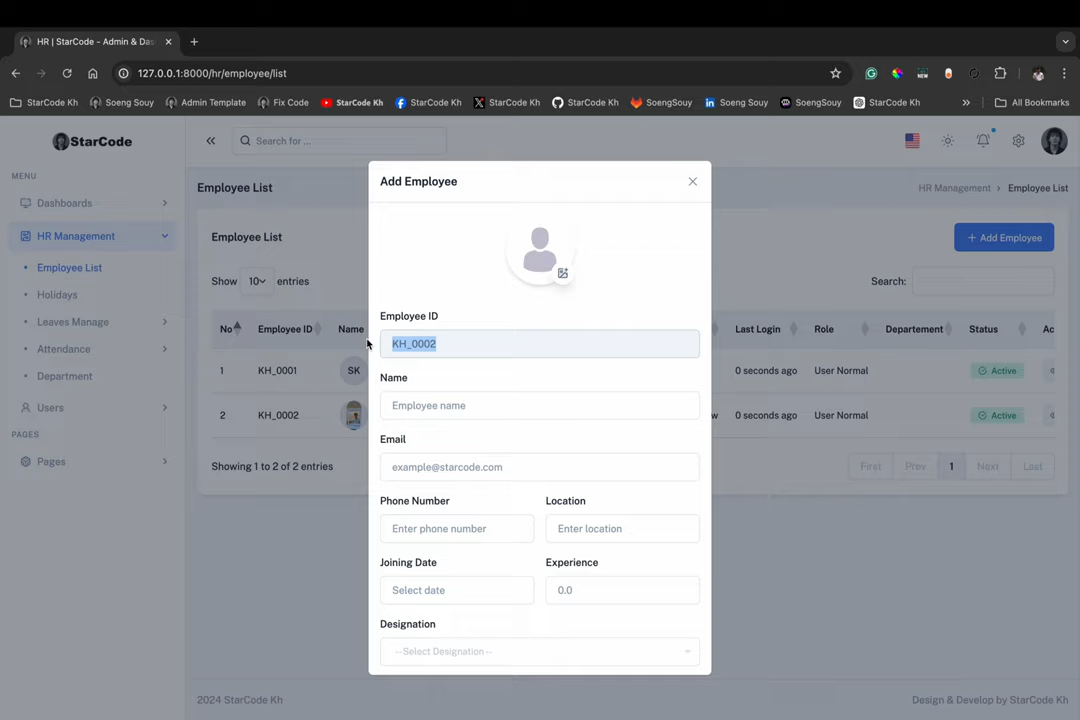 HR | StarCode - Admin & Das
127.0.0.1:8000/hr/employee/list
StarCode Kh
Soeng Souy
Admin Template
Fix Code
StarCode Kh
StarCode Kh
StarCode Kh
StarCode Kh
SoengSouy
Soeng Souy
SoengSouy
StarCode Kh
All Bookmarks
StarCode
Search for ...
MENU
Dashboards
HR Management
Employee List
Holidays
Leaves Manage
Attendance
Department
Users
PAGES
Pages
Employee List
HR Management
Employee List
Employee List
+ Add Employee
Show 10 entries
Search:
No Employee ID Name Last Login Role Departement Status Ac
1 KH_0001 SK 0 seconds ago User Normal Active
2 KH_0002 w 0 seconds ago User Normal Active
Showing 1 to 2 of 2 entries
First Prev 1 Next Last
Add Employee
Employee ID
KH_0002
Name
Employee name
Email
example@starcode.com
Phone Number Location
Enter phone number Enter location
Joining Date Experience
Select date 0.0
Designation
--Select Designation--
2024 StarCode Kh
Design & Develop by StarCode Kh